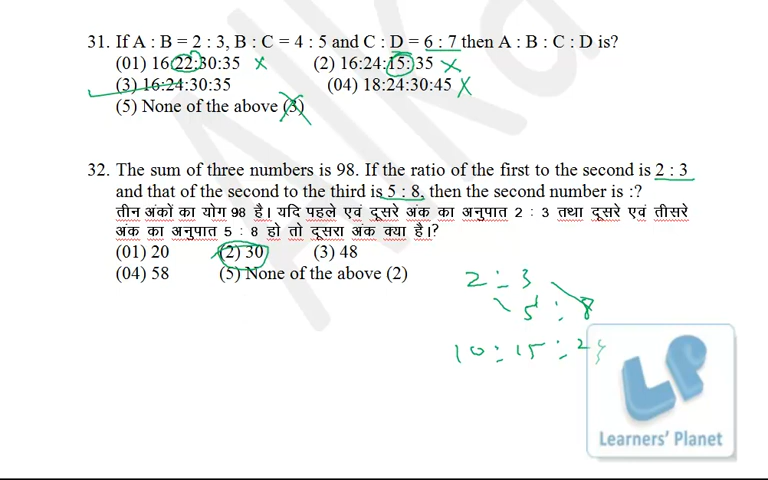 31. If A : B = 2 : 3, B : C = 4 : 5 and C : D = 6 : 7 then A : B : C : D is?
(01) 16:22:30:35 x (2) 16:24:15:35 x
(3) 16:24:30:35 (04) 18:24:30:45 x
(5) None of the above (3)
32. The sum of three numbers is 98. If the ratio of the first to the second is 2 : 3
and that of the second to the third is 5 : 8, then the second number is :?
तीन अंकों का योग 98 है। यदि पहले एवं दूसरे अंक का अनुपात 2 : 3 तथा दूसरे एवं तीसरे
अंक का अनुपात 5 : 8 हो तो दूसरा अंक क्या है।?
(01) 20 (2) 30 (3) 48
(04) 58 (5) None of the above (2)
2 : 3
5 : 8
10 : 15 : 24
LP
Learners' Planet
Alka